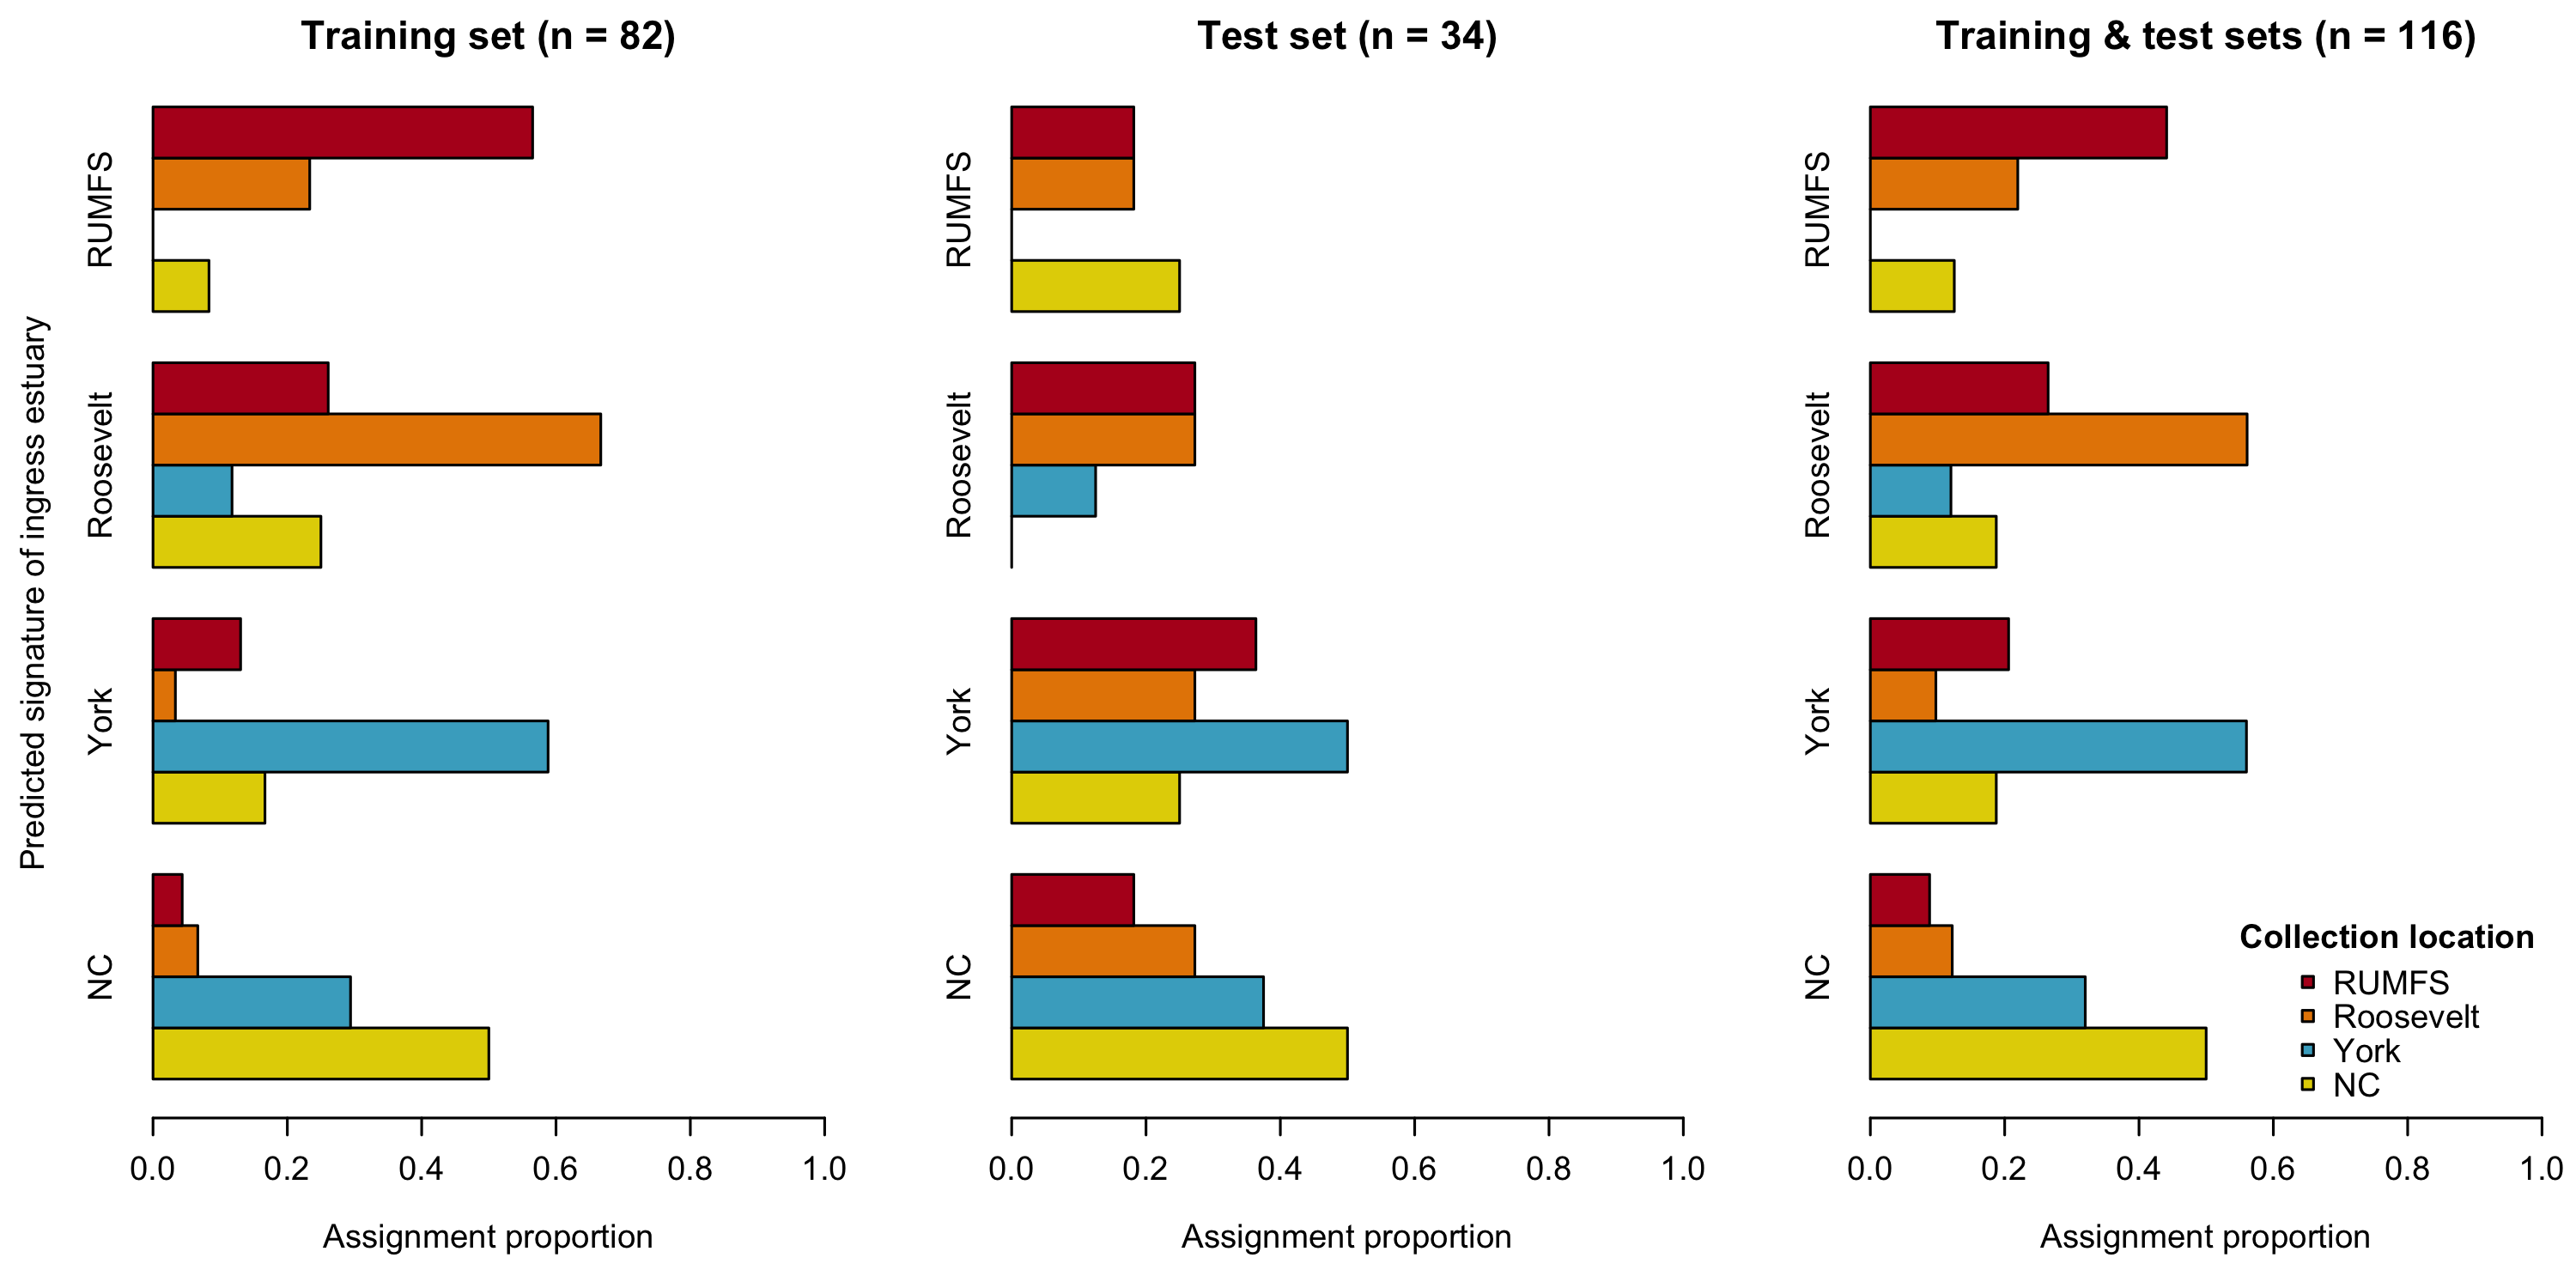 Training set (n = 82)
Test set (n = 34)
Training & test sets (n = 116)
Predicted signature of ingress estuary
RUMFS
Roosevelt
York
NC
0.0 0.2 0.4 0.6 0.8 1.0
Assignment proportion
RUMFS
Roosevelt
York
NC
0.0 0.2 0.4 0.6 0.8 1.0
Assignment proportion
RUMFS
Roosevelt
York
NC
Collection location
RUMFS
Roosevelt
York
NC
0.0 0.2 0.4 0.6 0.8 1.0
Assignment proportion